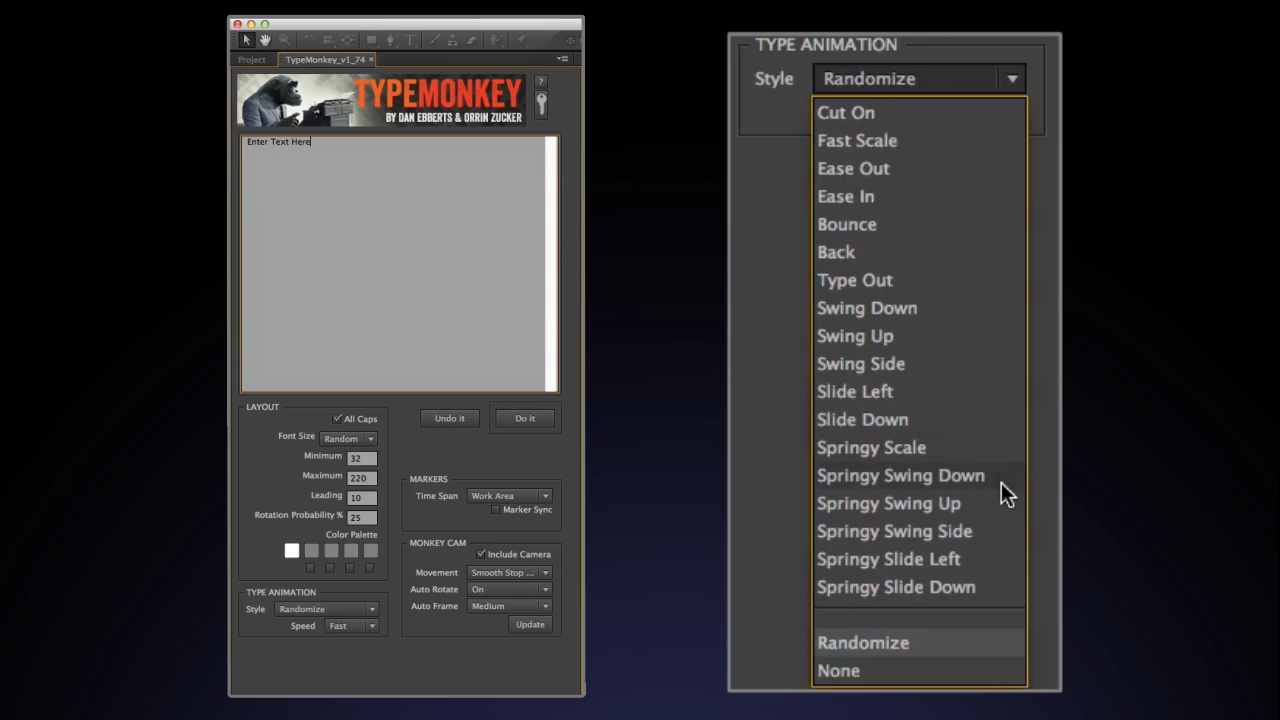 Project
TypeMonkey_v1_74 ×
TYPEMONKEY
BY DAN EBBERTS & ORRIN ZUCKER
?
Enter Text Here
LAYOUT
All Caps
Font Size Random
Minimum 32
Maximum 220
Leading 10
Rotation Probability % 25
Color Palette
TYPE ANIMATION
Style Randomize
Speed Fast
Undo it
Do it
MARKERS
Time Span Work Area
Marker Sync
MONKEY CAM
Include Camera
Movement Smooth Stop ...
Auto Rotate On
Auto Frame Medium
Update
TYPE ANIMATION
Style Randomize
Cut On
Fast Scale
Ease Out
Ease In
Bounce
Back
Type Out
Swing Down
Swing Up
Swing Side
Slide Left
Slide Down
Springy Scale
Springy Swing Down
Springy Swing Up
Springy Swing Side
Springy Slide Left
Springy Slide Down
Randomize
None